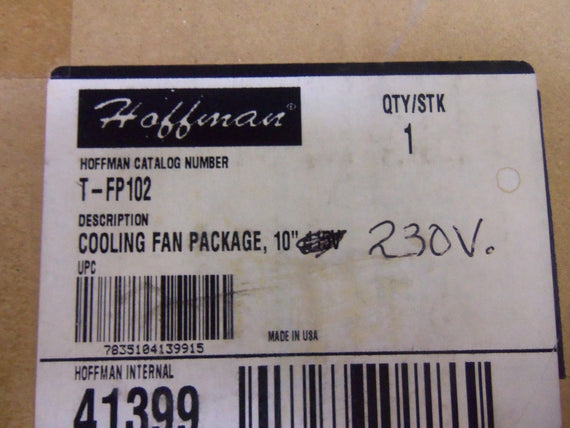 Hoffman®
QTY/STK
1
HOFFMAN CATALOG NUMBER
T-FP102
DESCRIPTION
COOLING FAN PACKAGE, 10" 230V.
UPC
7835104139915
MADE IN USA
HOFFMAN INTERNAL
41399